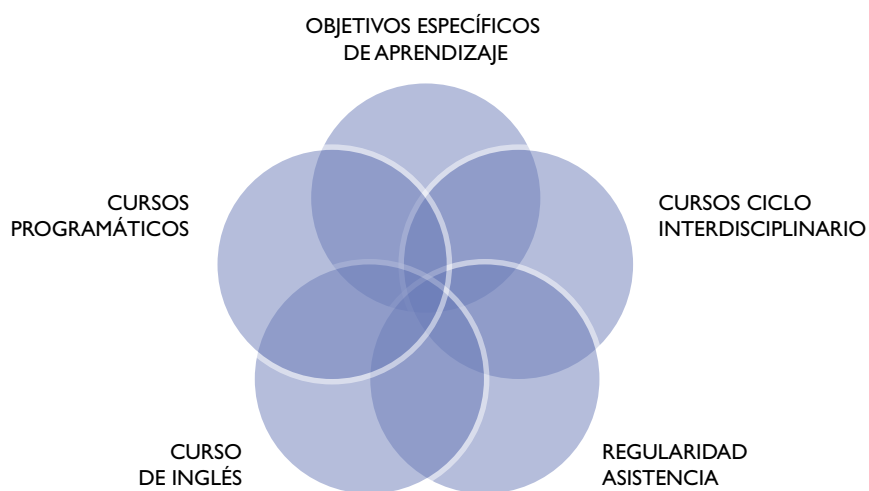 OBJETIVOS ESPECÍFICOS
DE APRENDIZAJE
CURSOS
PROGRAMÁTICOS
CURSOS CICLO
INTERDISCIPLINARIO
CURSO
DE INGLÉS
REGULARIDAD
ASISTENCIA